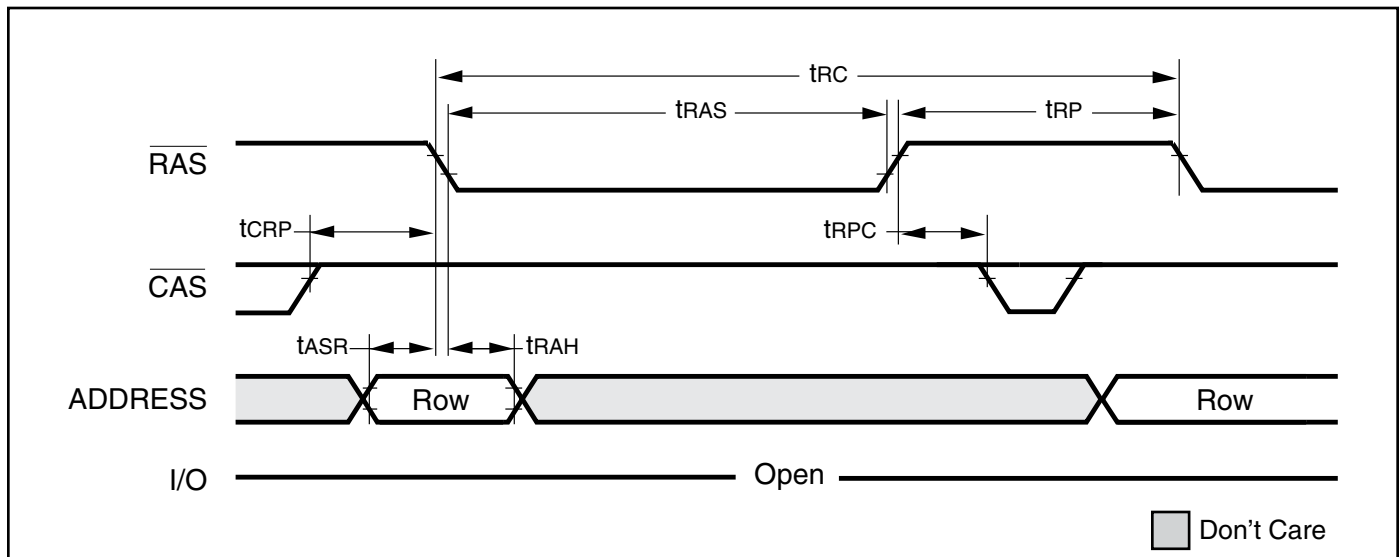 tRC
tRAS
tRP
RAS
tCRP
tRPC
CAS
tASR
tRAH
ADDRESS
Row
Row
I/O
Open
Don't Care